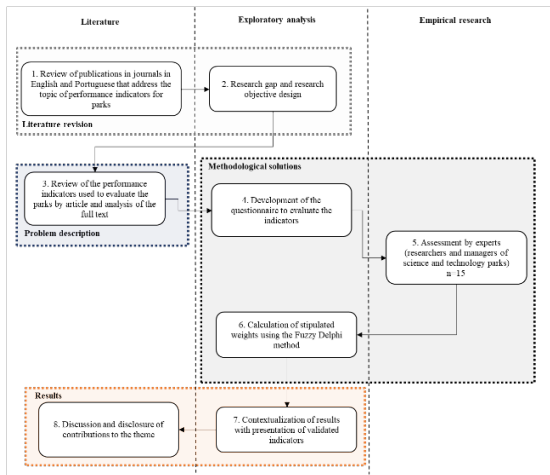 Literature
Exploratory analysis
Empirical research
1. Review of publications in journals in
English and Portuguese that address the
topic of performance indicators for
parks
2. Research gap and research
objective design
Literature revision
3. Review of the performance
indicators used to evaluate the
parks by article and analysis of the
full text
Problem description
Methodological solutions
4. Development of the
questionnaire to evaluate the
indicators
5. Assessment by experts
(researchers and managers of
science and technology parks)
n=15
6. Calculation of stipulated
weights using the Fuzzy Delphi
method
Results
8. Discussion and disclosure of
contributions to the theme
7. Contextualization of results
with presentation of validated
indicators